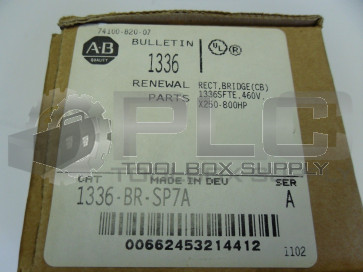 74100-820-07
A-B
BULLETIN
1336
UL R
RENEWAL
PARTS
RECT,BRIDGE(CB)
1336SFTE,460V,
X250-800HP
PLC
TOOLBOX SUPPLY
CAT
MADE IN DEU
SER
1336-BR-SP7A
A
00662453214412
1102